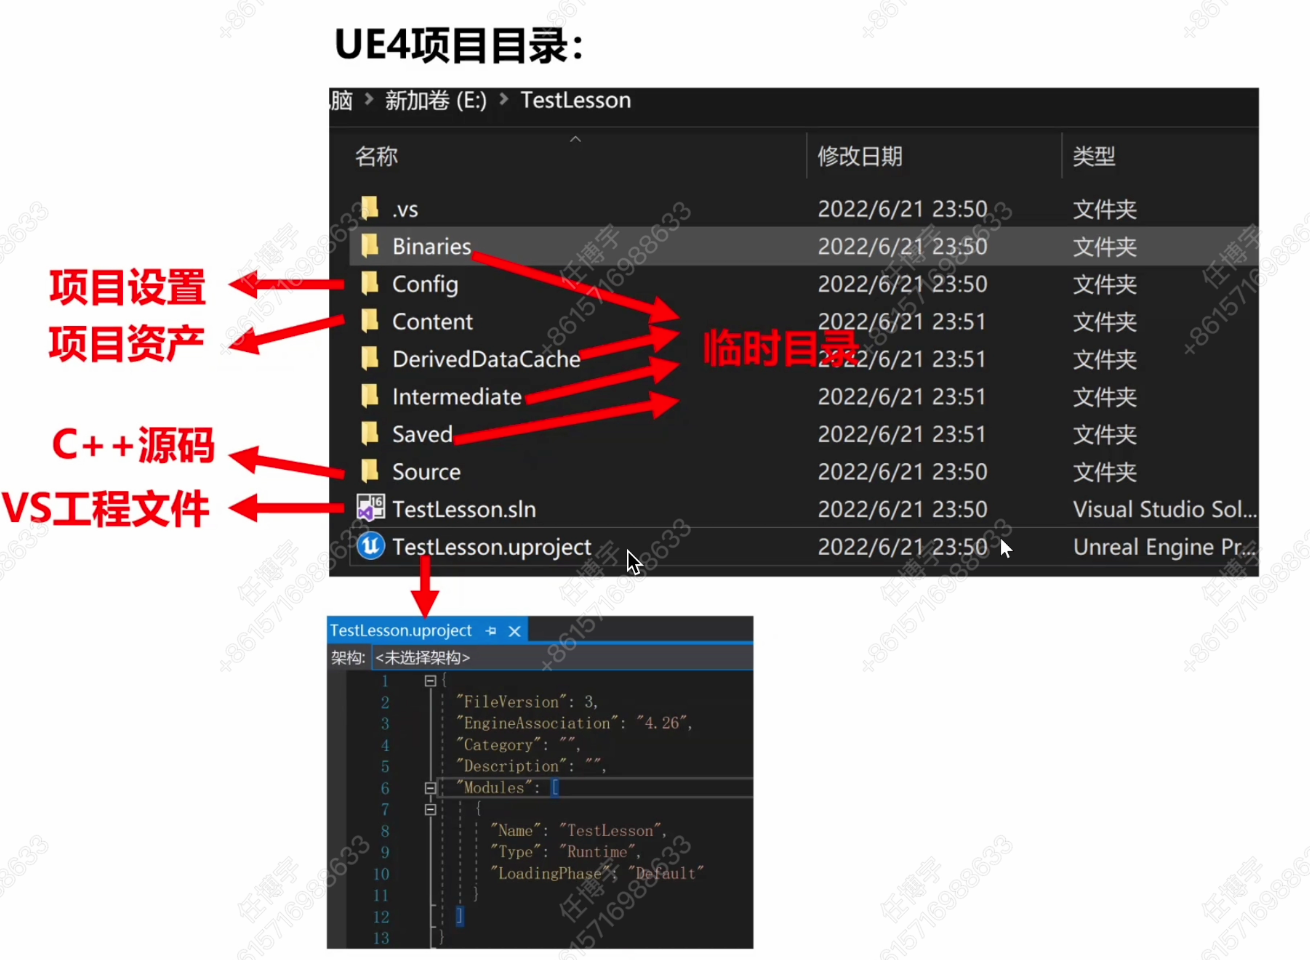 UE4项目目录：
脑 > 新加卷 (E:) > TestLesson
名称 修改日期 类型
.vs 2022/6/21 23:50 文件夹
Binaries 2022/6/21 23:50 文件夹
Config 2022/6/21 23:50 文件夹
Content 2022/6/21 23:51 文件夹
DerivedDataCache 2022/6/21 23:51 文件夹
Intermediate 2022/6/21 23:51 文件夹
Saved 2022/6/21 23:51 文件夹
Source 2022/6/21 23:50 文件夹
TestLesson.sln 2022/6/21 23:50 Visual Studio Sol...
TestLesson.uproject 2022/6/21 23:50 Unreal Engine Pr...
项目设置
项目资产
C++源码
VS工程文件
临时目录
TestLesson.uproject
架构: <未选择架构>
1 {
2 "FileVersion": 3,
3 "EngineAssociation": "4.26",
4 "Category": "",
5 "Description": "",
6 "Modules": [
7 {
8 "Name": "TestLesson",
9 "Type": "Runtime",
10 "LoadingPhase": "Default"
11 }
12 ]
13 }
任博宇
+8615716988633